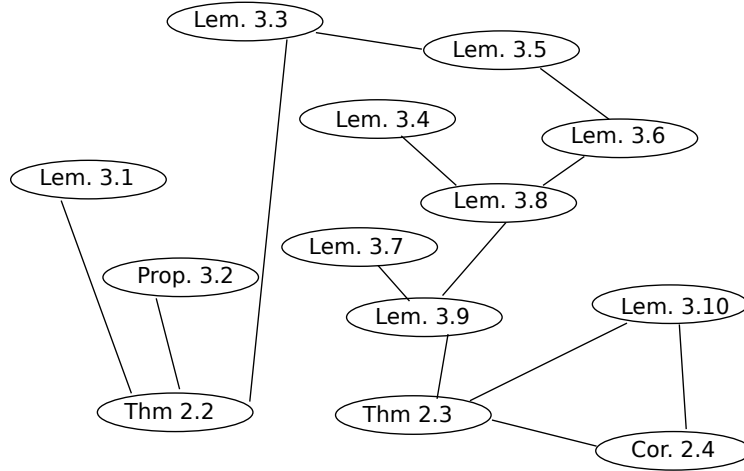 Lem. 3.3
Lem. 3.5
Lem. 3.4
Lem. 3.6
Lem. 3.1
Lem. 3.8
Lem. 3.7
Prop. 3.2
Lem. 3.10
Lem. 3.9
Thm 2.2
Thm 2.3
Cor. 2.4